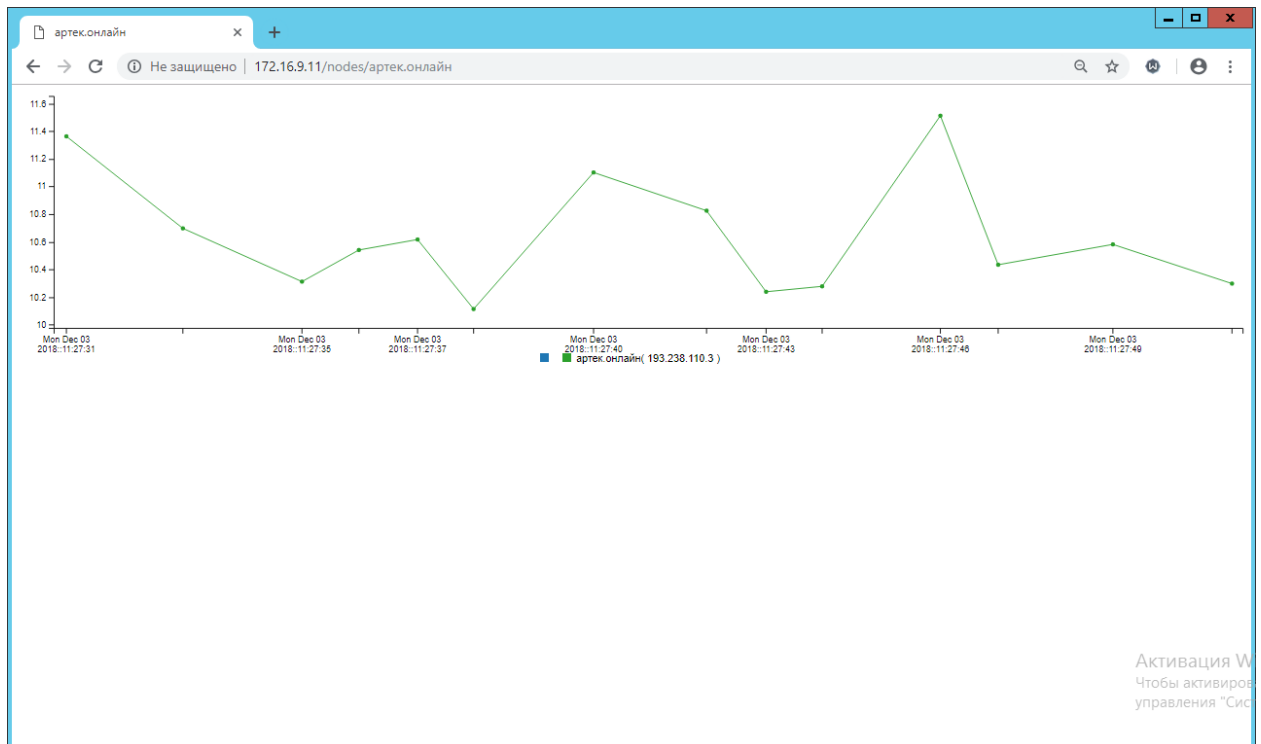 артек.онлайн
Не защищено
172.16.9.11/nodes/артек.онлайн
11.6
11.4
11.2
11
10.8
10.6
10.4
10.2
10
Mon Dec 03
2018::11:27:31
Mon Dec 03
2018::11:27:35
Mon Dec 03
2018::11:27:37
Mon Dec 03
2018::11:27:40
Mon Dec 03
2018::11:27:43
Mon Dec 03
2018::11:27:46
Mon Dec 03
2018::11:27:49
артек.онлайн( 193.238.110.3 )
Активация W
Чтобы активиров
управления "Сис